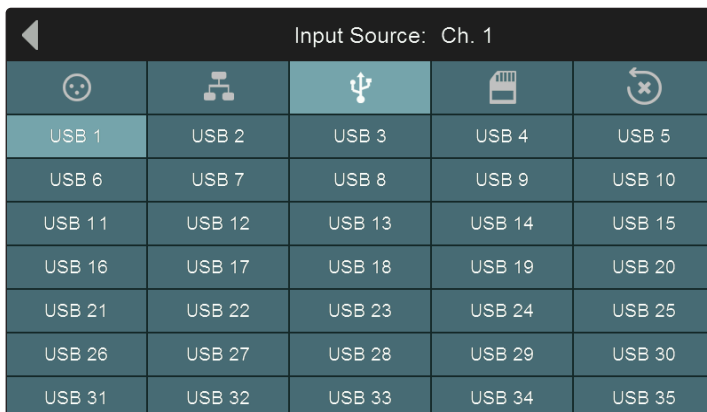 Input Source: Ch. 1
USB 1 USB 2 USB 3 USB 4 USB 5
USB 6 USB 7 USB 8 USB 9 USB 10
USB 11 USB 12 USB 13 USB 14 USB 15
USB 16 USB 17 USB 18 USB 19 USB 20
USB 21 USB 22 USB 23 USB 24 USB 25
USB 26 USB 27 USB 28 USB 29 USB 30
USB 31 USB 32 USB 33 USB 34 USB 35